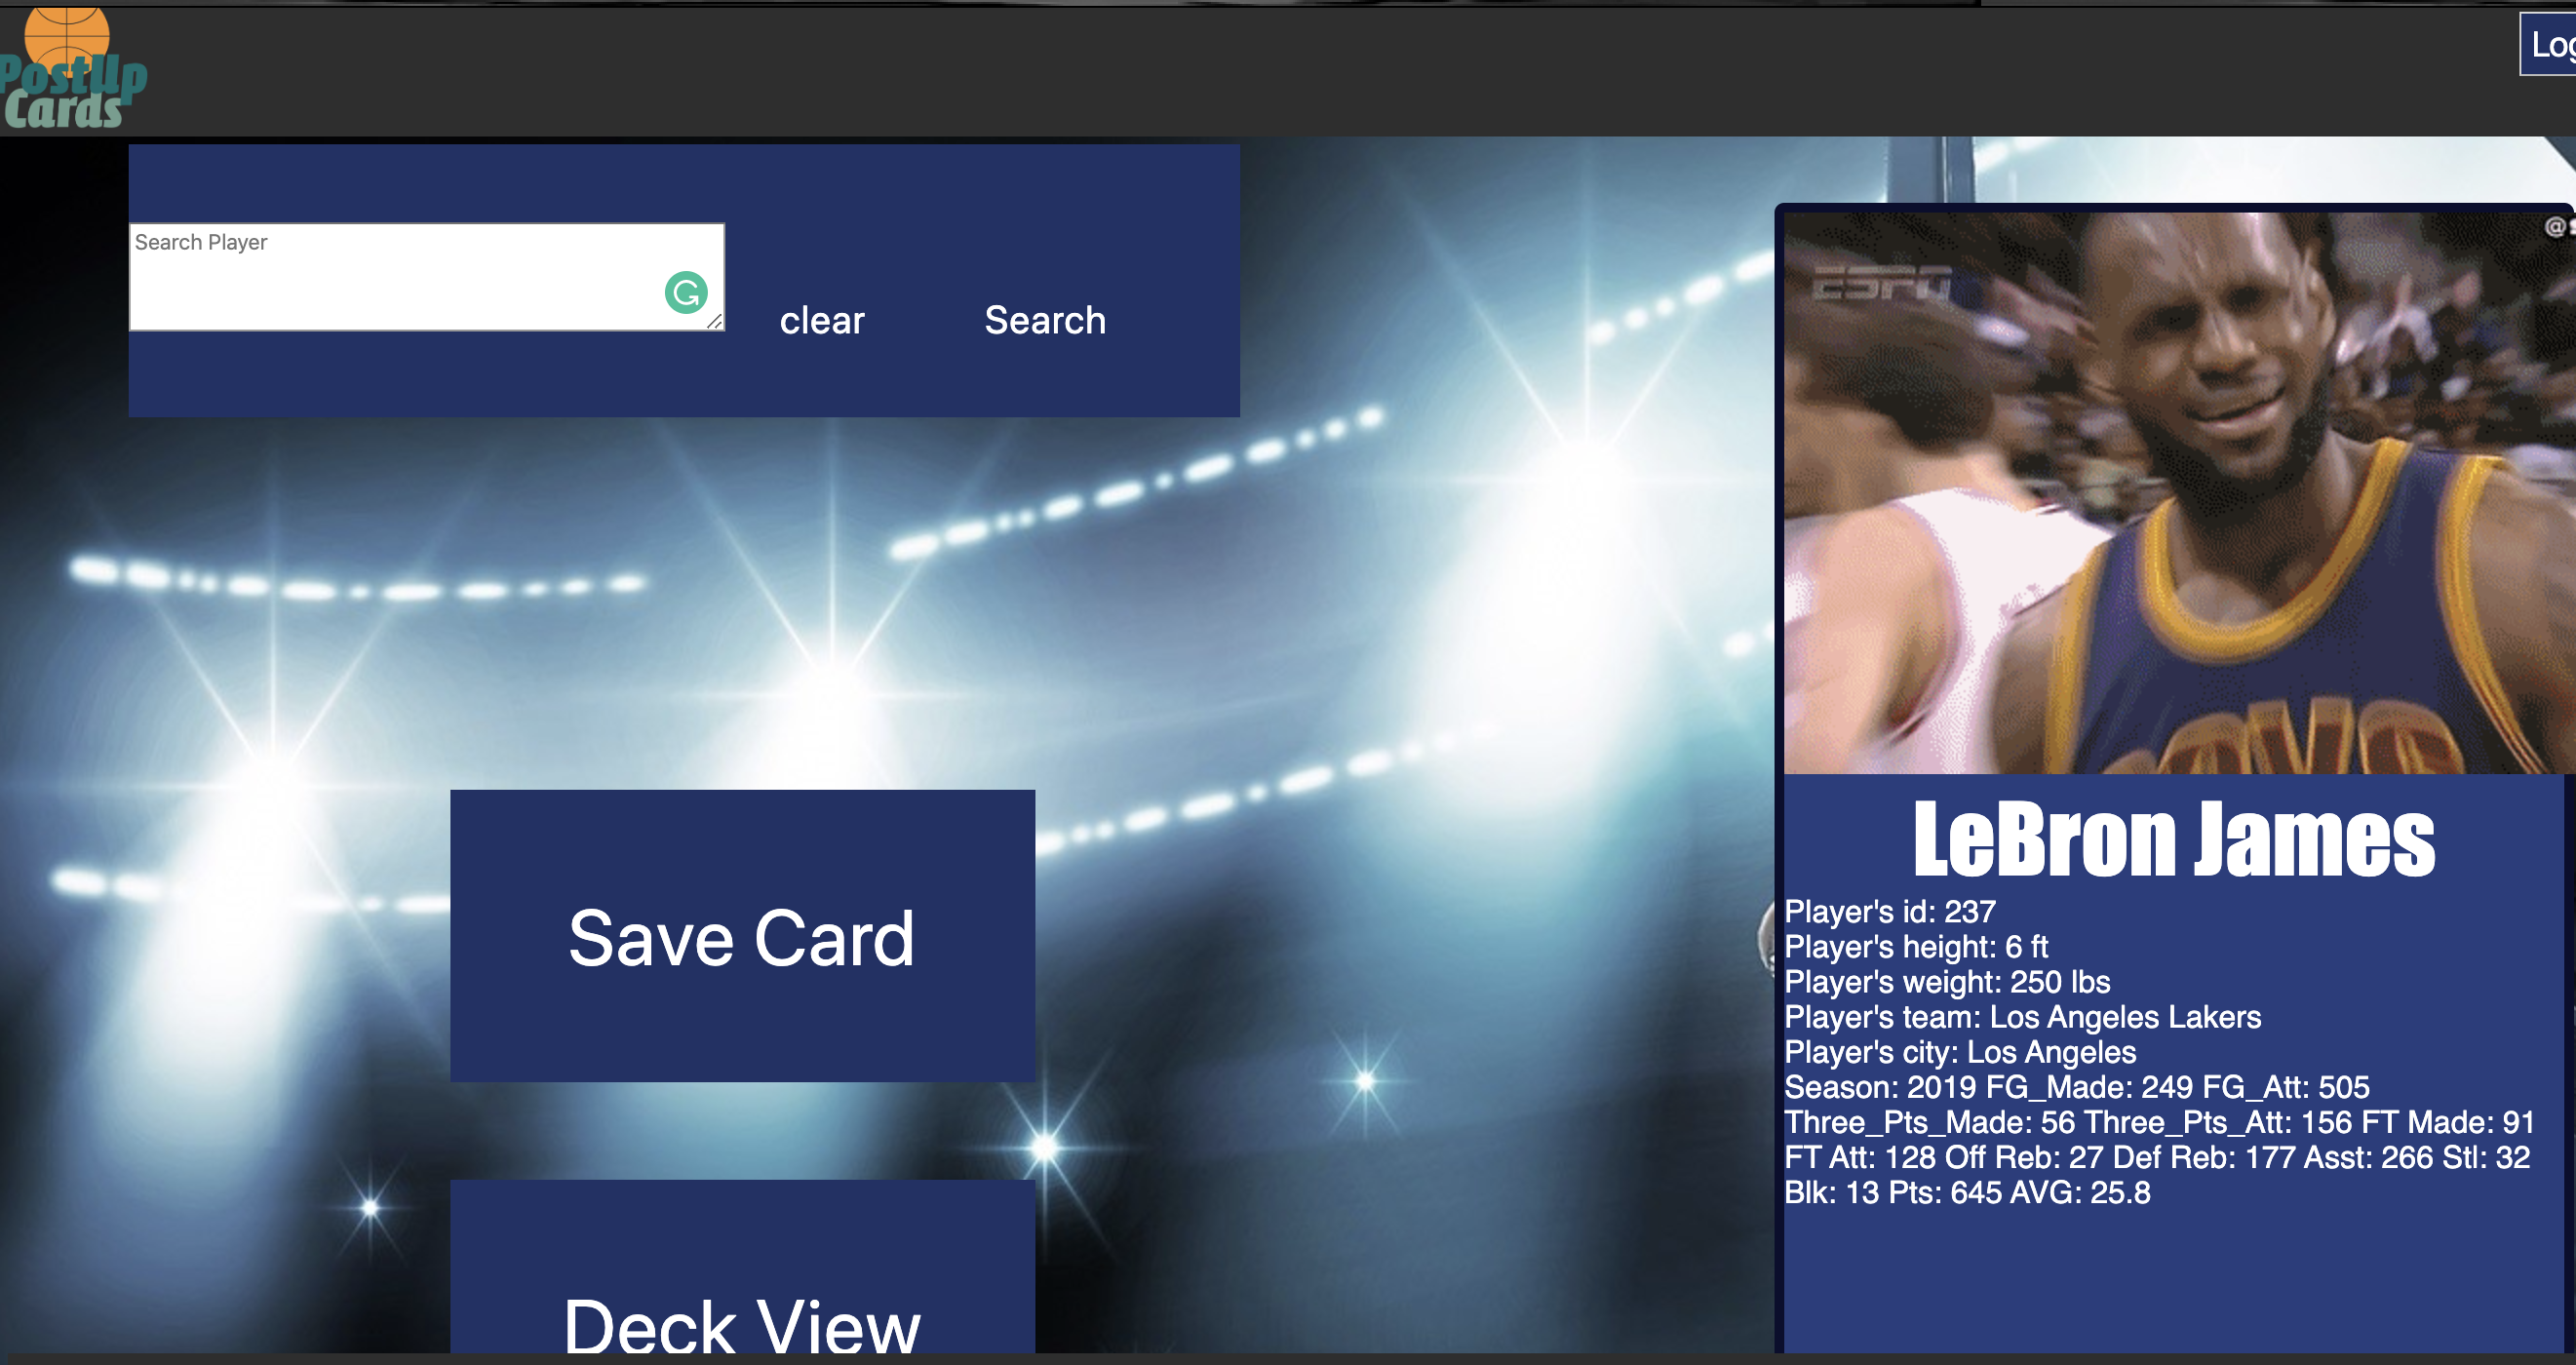 PostUp
Cards
Log
Search Player
clear
Search
ESPN
@
CAVS
Save Card
Deck View
LeBron James
Player's id: 237
Player's height: 6 ft
Player's weight: 250 lbs
Player's team: Los Angeles Lakers
Player's city: Los Angeles
Season: 2019 FG_Made: 249 FG_Att: 505
Three_Pts_Made: 56 Three_Pts_Att: 156 FT Made: 91
FT Att: 128 Off Reb: 27 Def Reb: 177 Asst: 266 Stl: 32
Blk: 13 Pts: 645 AVG: 25.8